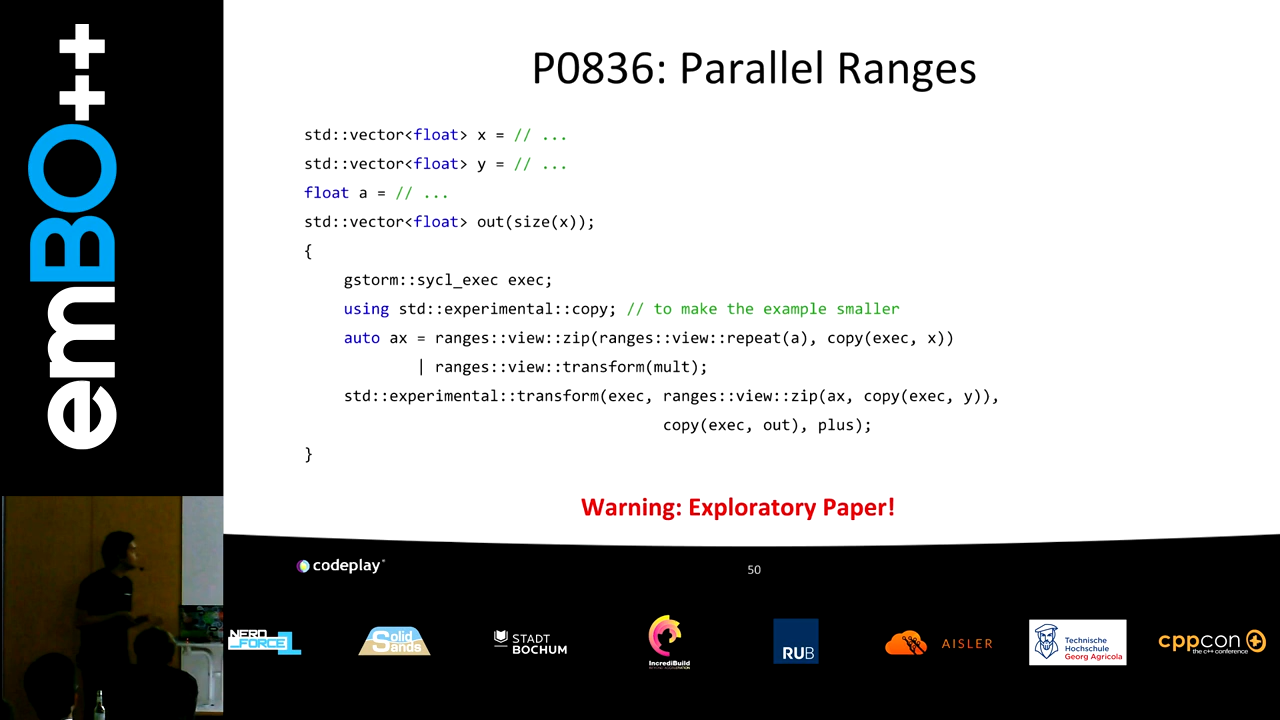 emBO++
P0836: Parallel Ranges
std::vector<float> x = // ...
std::vector<float> y = // ...
float a = // ...
std::vector<float> out(size(x));
{
gstorm::sycl_exec exec;
using std::experimental::copy; // to make the example smaller
auto ax = ranges::view::zip(ranges::view::repeat(a), copy(exec, x))
| ranges::view::transform(mult);
std::experimental::transform(exec, ranges::view::zip(ax, copy(exec, y)),
copy(exec, out), plus);
}
Warning: Exploratory Paper!
codeplay
50
NERD
FORCE1
Solid
Sands
STADT
BOCHUM
IncrediBuild
RUB
AISLER
Technische
Hochschule
Georg Agricola
cppcon
the c++ conference